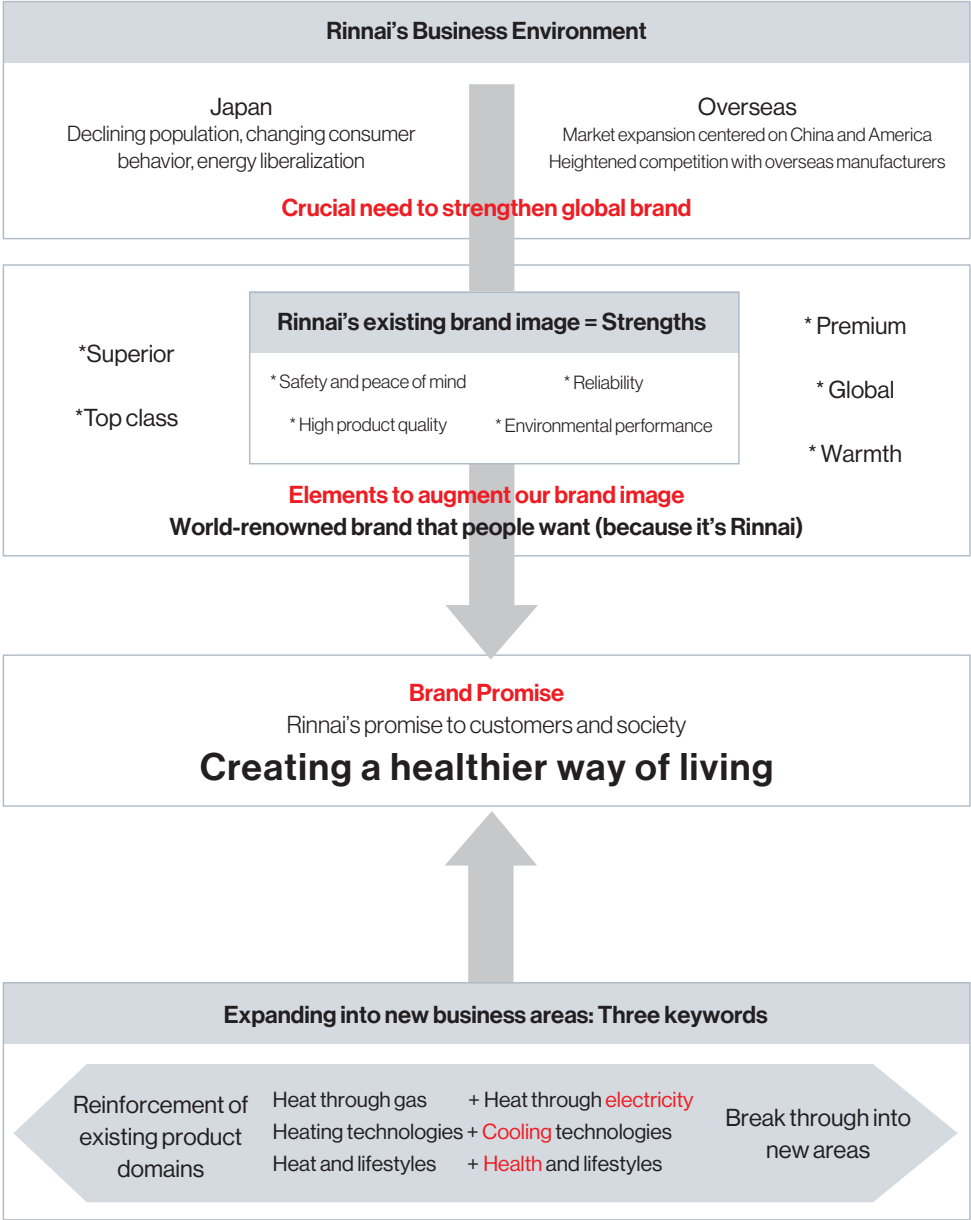 Rinnai’s Business Environment
Japan
Declining population, changing consumer
behavior, energy liberalization
Overseas
Market expansion centered on China and America
Heightened competition with overseas manufacturers
Crucial need to strengthen global brand
*Superior
*Top class
Rinnai’s existing brand image = Strengths
* Safety and peace of mind
* Reliability
* High product quality
* Environmental performance
* Premium
* Global
* Warmth
Elements to augment our brand image
World-renowned brand that people want (because it’s Rinnai)
Brand Promise
Rinnai’s promise to customers and society
Creating a healthier way of living
Expanding into new business areas: Three keywords
Reinforcement of
existing product
domains
Heat through gas + Heat through electricity
Heating technologies + Cooling technologies
Heat and lifestyles + Health and lifestyles
Break through into
new areas